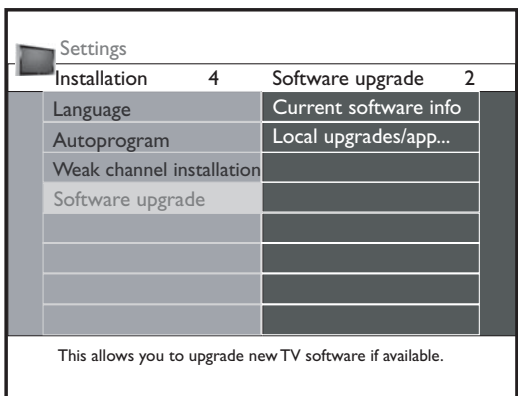 Settings
Installation 4 Software upgrade 2
Language Current software info
Autoprogram Local upgrades/app...
Weak channel installation
Software upgrade
This allows you to upgrade new TV software if available.